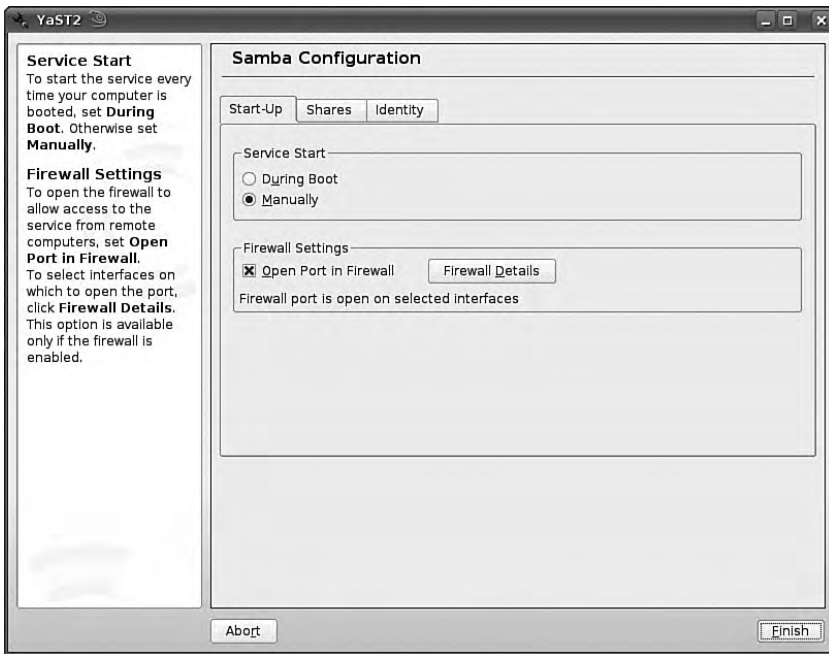 YaST2
Service Start
To start the service every
time your computer is
booted, set During
Boot. Otherwise set
Manually.
Firewall Settings
To open the firewall to
allow access to the
service from remote
computers, set Open
Port in Firewall.
To select interfaces on
which to open the port,
click Firewall Details.
This option is available
only if the firewall is
enabled.
Samba Configuration
Start-Up Shares Identity
Service Start
During Boot
Manually
Firewall Settings
Open Port in Firewall Firewall Details
Firewall port is open on selected interfaces
Abort Finish